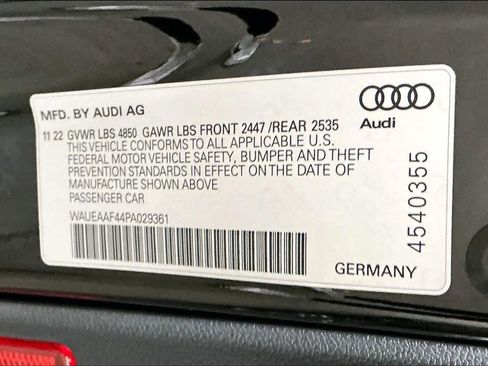 MFD. BY AUDI AG
Audi
11 22 GVWR LBS 4850 GAWR LBS FRONT 2447 /REAR 2535
THIS VEHICLE CONFORMS TO ALL APPLICABLE U.S.
FEDERAL MOTOR VEHICLE SAFETY, BUMPER AND THEFT
PREVENTION STANDARDS IN EFFECT ON THE DATE OF
MANUFACTURE SHOWN ABOVE
PASSENGER CAR
WAUEAAF44PA029361
4540355
GERMANY